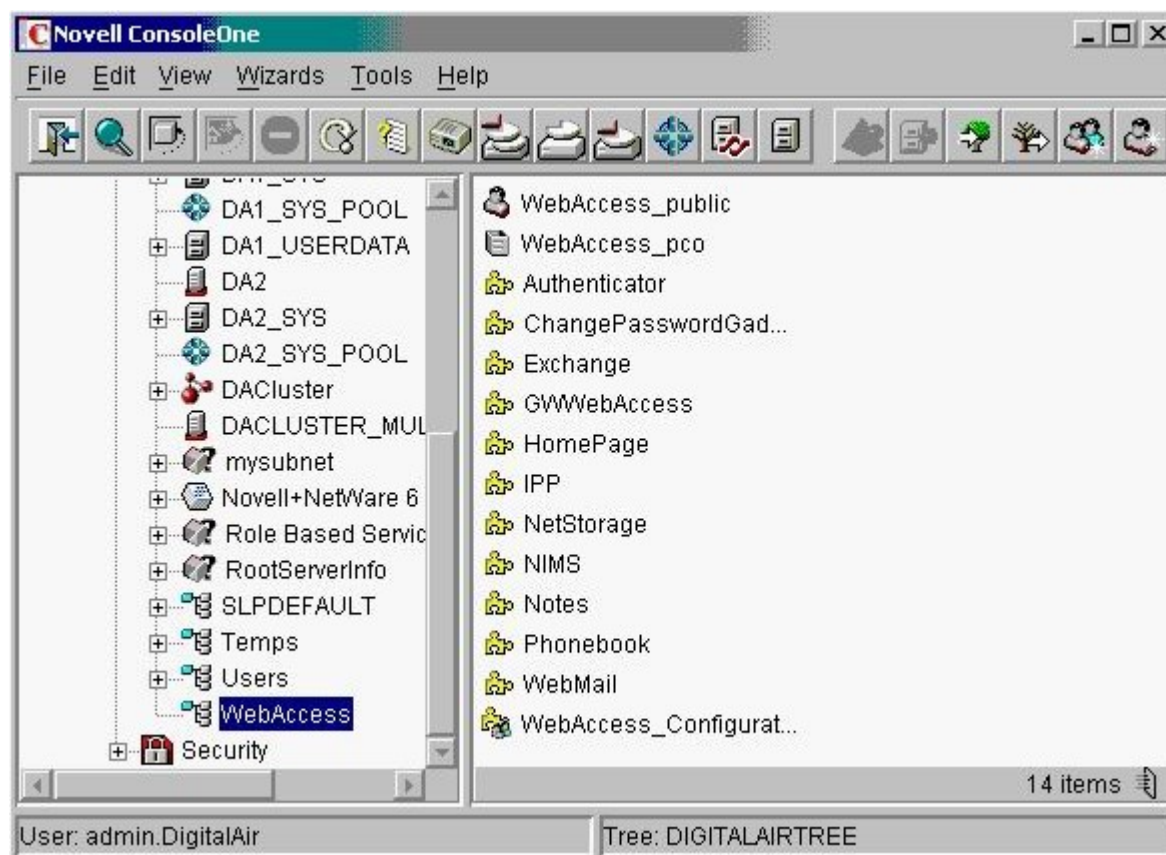 Novell ConsoleOne
File Edit View Wizards Tools Help
DA1_SYS
DA1_SYS_POOL
DA1_USERDATA
DA2
DA2_SYS
DA2_SYS_POOL
DACluster
DACLUSTER_MUL
mysubnet
Novell+NetWare 6
Role Based Servic
RootServerInfo
SLPDEFAULT
Temps
Users
WebAccess
Security
WebAccess_public
WebAccess_pco
Authenticator
ChangePasswordGad...
Exchange
GWWebAccess
HomePage
IPP
NetStorage
NIMS
Notes
Phonebook
WebMail
WebAccess_Configurat...
14 items
User: admin.DigitalAir
Tree: DIGITALAIRTREE